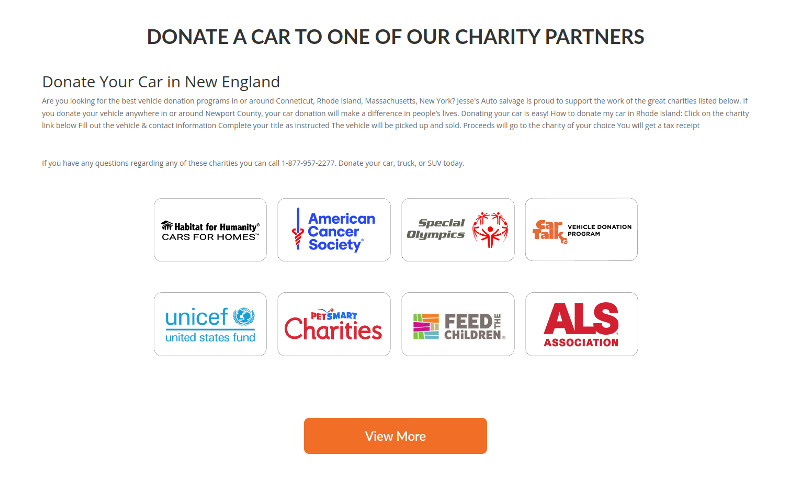 DONATE A CAR TO ONE OF OUR CHARITY PARTNERS
Donate Your Car in New England
Are you looking for the best vehicle donation programs in or around Conneticut, Rhode Island, Massachusetts, New York? Jesse's Auto salvage is proud to support the work of the great charities listed below. If
you donate your vehicle anywhere in or around Newport County, your car donation will make a difference in people's lives. Donating your car is easy! How to donate my car in Rhode Island: Click on the charity
link below Fill out the vehicle & contact information Complete your title as instructed The vehicle will be picked up and sold. Proceeds will go to the charity of your choice You will get a tax receipt
If you have any questions regarding any of these charities you can call 1-877-957-2277. Donate your car, truck, or SUV today.
Habitat for Humanity®
CARS FOR HOMES™
American
Cancer
Society®
Special
Olympics
Car
Talk
VEHICLE DONATION
PROGRAM
unicef
united states fund
PETSMART
Charities
FEED THE
CHILDREN®
ALS
ASSOCIATION
View More